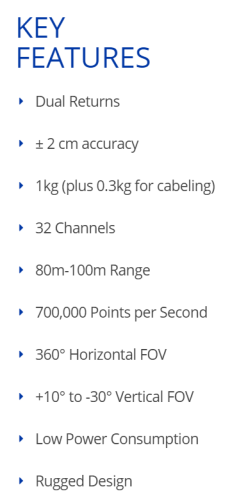 KEY
FEATURES
Dual Returns
± 2 cm accuracy
1kg (plus 0.3kg for cabeling)
32 Channels
80m-100m Range
700,000 Points per Second
360° Horizontal FOV
+10° to -30° Vertical FOV
Low Power Consumption
Rugged Design